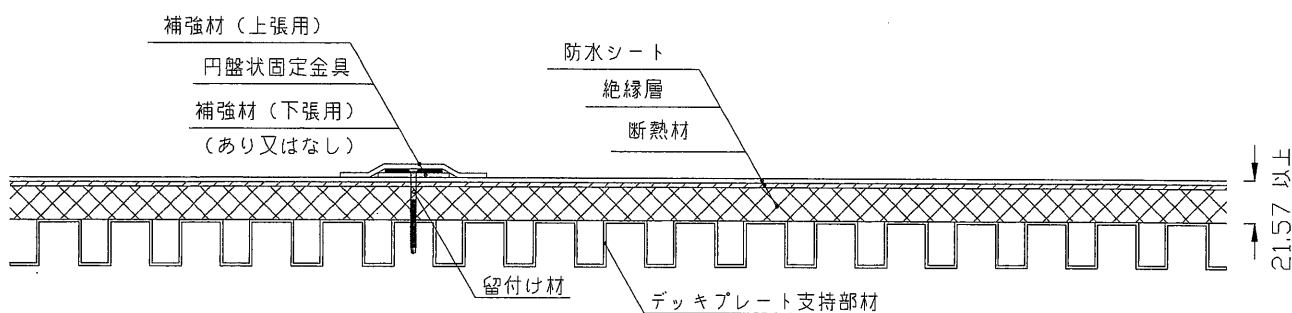 補強材（上張用）
円盤状固定金具
補強材（下張用）
（あり又はなし）
防水シート
絶縁層
断熱材
21.57 以上
留付け材
デッキプレート支持部材